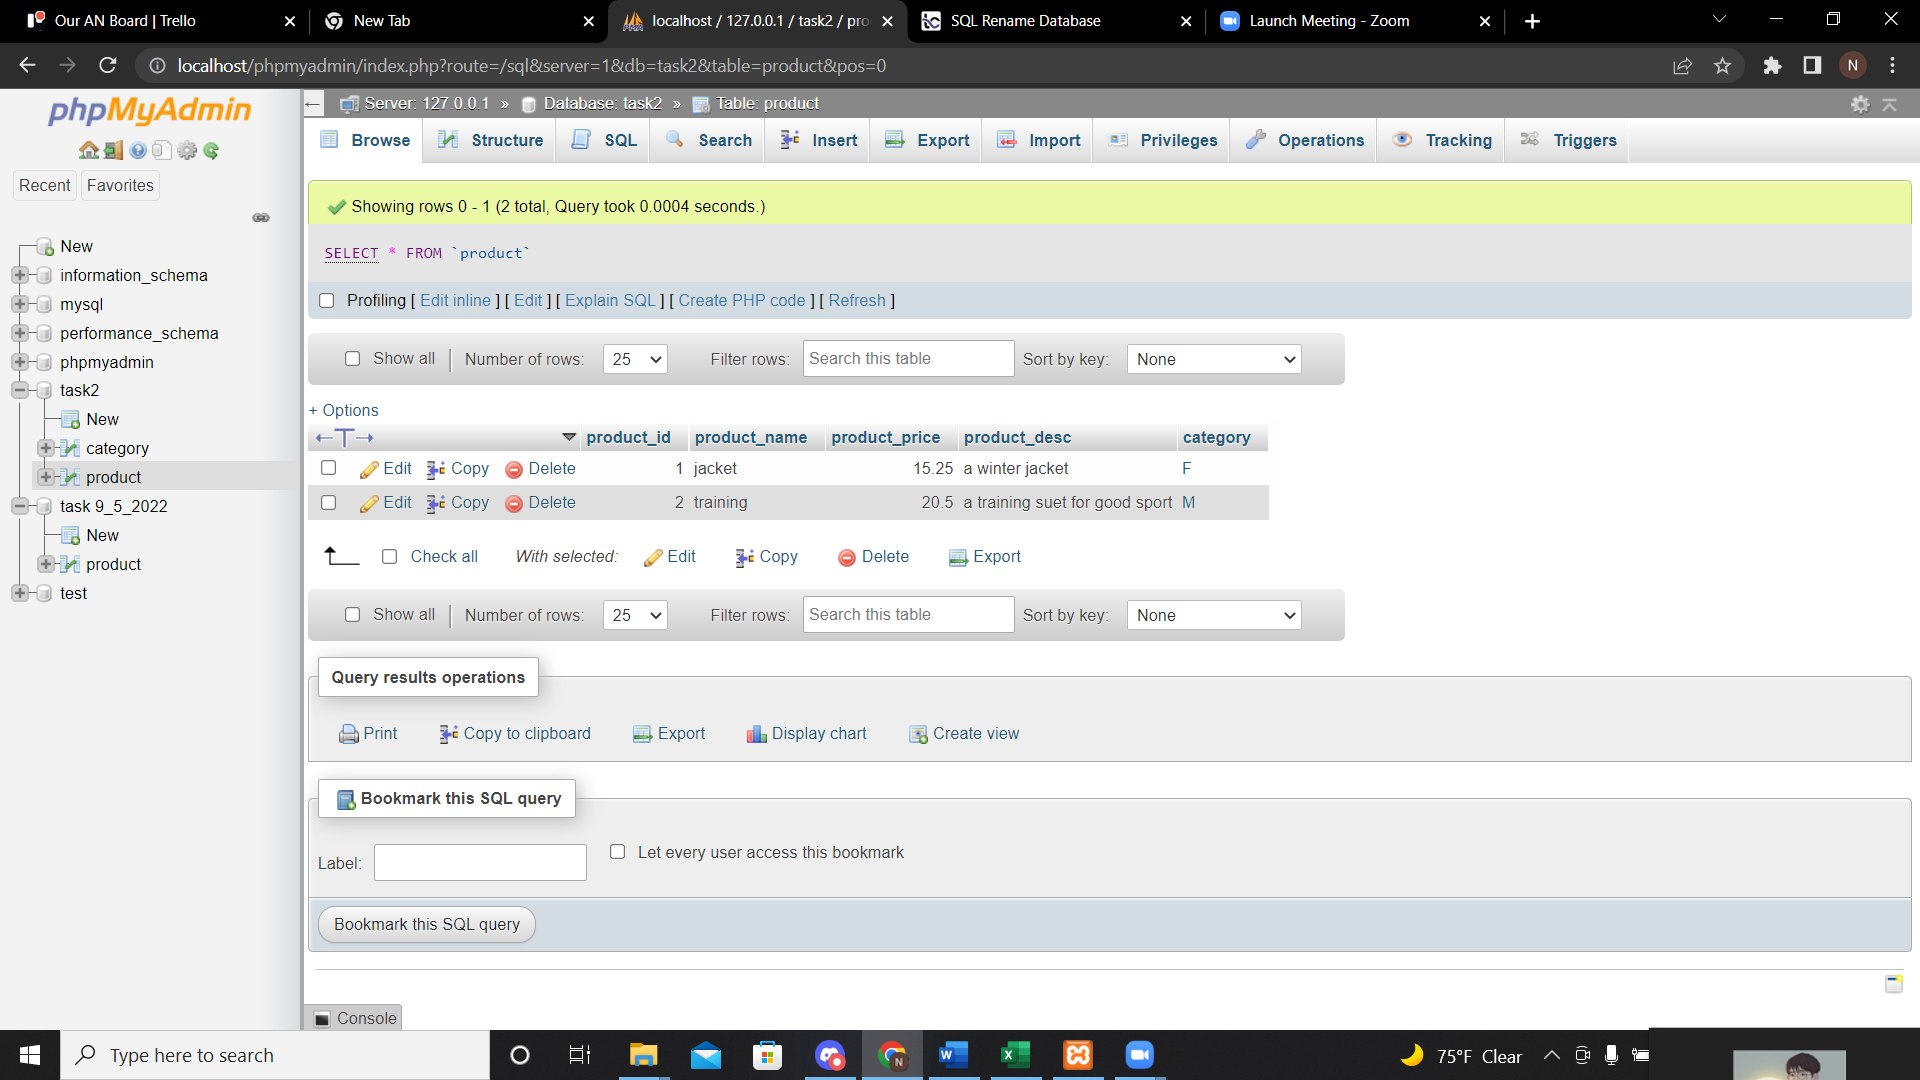 Our AN Board | Trello
New Tab
localhost / 127.0.0.1 / task2 / pro
SQL Rename Database
Launch Meeting - Zoom
localhost/phpmyadmin/index.php?route=/sql&server=1&db=task2&table=product&pos=0
N
phpMyAdmin
Recent
Favorites
New
information_schema
mysql
performance_schema
phpmyadmin
task2
New
category
product
task 9_5_2022
New
product
test
Server: 127.0.0.1 » Database: task2 » Table: product
Browse
Structure
SQL
Search
Insert
Export
Import
Privileges
Operations
Tracking
Triggers
Showing rows 0 - 1 (2 total, Query took 0.0004 seconds.)
SELECT * FROM `product`
Profiling [ Edit inline ] [ Edit ] [ Explain SQL ] [ Create PHP code ] [ Refresh ]
Show all | Number of rows: 25 Filter rows: Search this table Sort by key: None
+ Options
←T→ product_id product_name product_price product_desc category
Edit Copy Delete 1 jacket 15.25 a winter jacket F
Edit Copy Delete 2 training 20.5 a training suet for good sport M
Check all With selected: Edit Copy Delete Export
Show all | Number of rows: 25 Filter rows: Search this table Sort by key: None
Query results operations
Print Copy to clipboard Export Display chart Create view
Bookmark this SQL query
Label: Let every user access this bookmark
Bookmark this SQL query
Console
Type here to search
75°F Clear